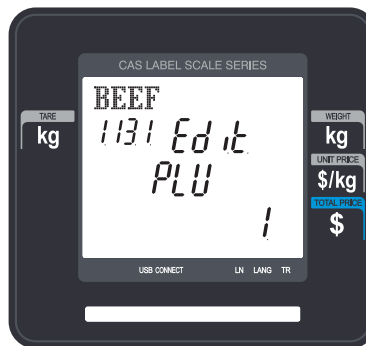 CAS LABEL SCALE SERIES
BEEF
TARE
kg
1131 Edit
WEIGHT
kg
PLU
UNIT PRICE
$/kg
1
TOTAL PRICE
$
USB CONNECT LN LANG TR